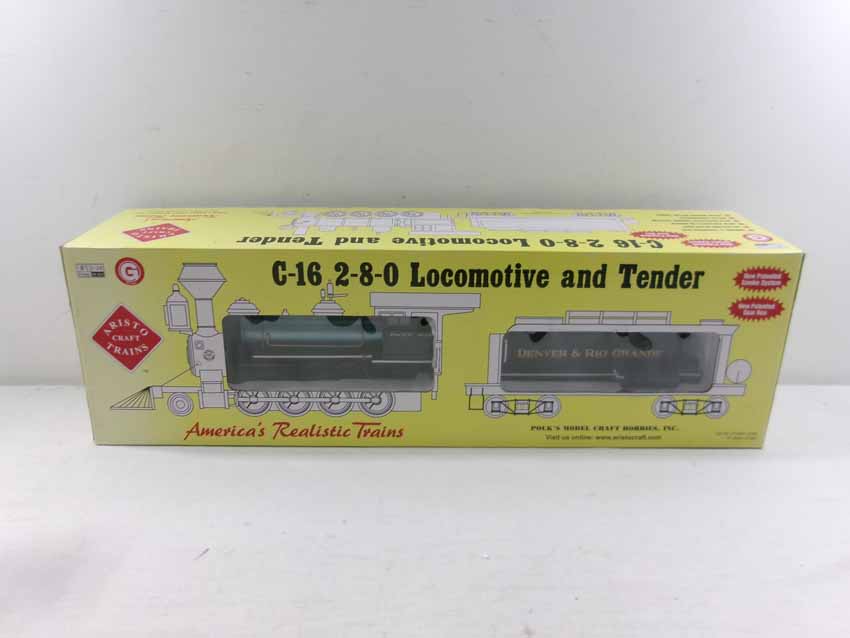 C-16 2-8-0 Locomotive and Tender
G
C-16 2-8-0 Locomotive and Tender
New Patented
Smoke System
New Patented
Gear Box
ARISTO
CRAFT
TRAINS
DENVER & RIO GRANDE
America's Realistic Trains
POLK'S MODEL CRAFT HOBBIES, INC.
Visit us online: www.aristocraft.com